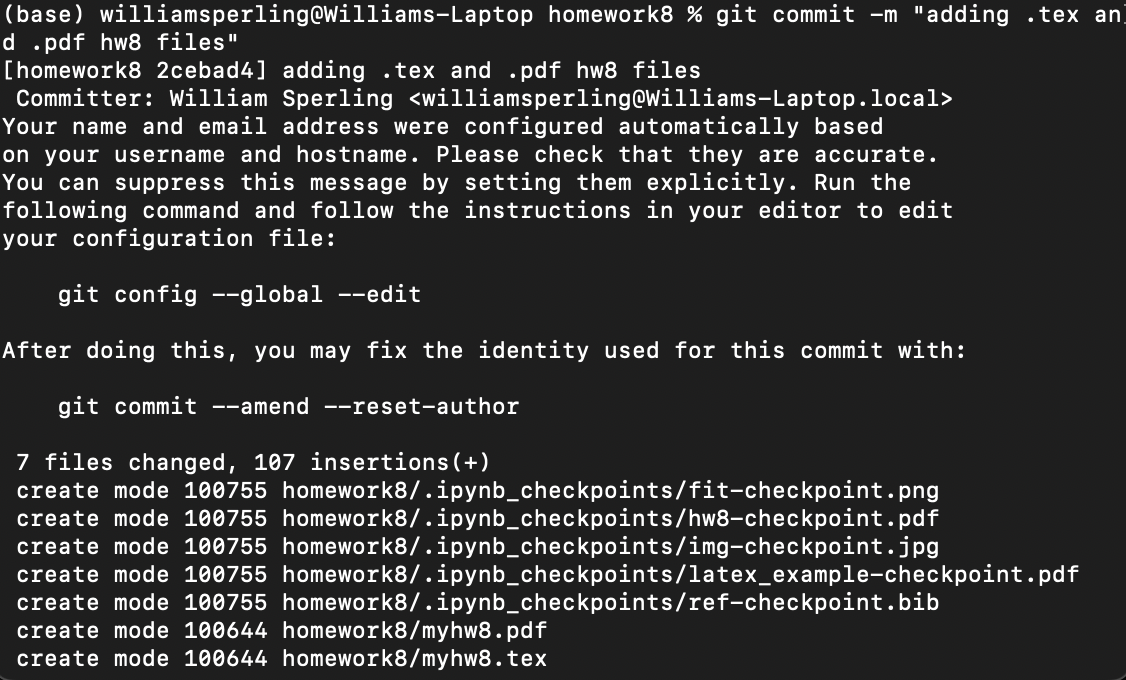 (base) williamsperling@Williams-Laptop homework8 % git commit -m "adding .tex an
d .pdf hw8 files"
[homework8 2cebad4] adding .tex and .pdf hw8 files
 Committer: William Sperling <williamsperling@Williams-Laptop.local>
Your name and email address were configured automatically based
on your username and hostname. Please check that they are accurate.
You can suppress this message by setting them explicitly. Run the
following command and follow the instructions in your editor to edit
your configuration file:

    git config --global --edit

After doing this, you may fix the identity used for this commit with:

    git commit --amend --reset-author

 7 files changed, 107 insertions(+)
 create mode 100755 homework8/.ipynb_checkpoints/fit-checkpoint.png
 create mode 100755 homework8/.ipynb_checkpoints/hw8-checkpoint.pdf
 create mode 100755 homework8/.ipynb_checkpoints/img-checkpoint.jpg
 create mode 100755 homework8/.ipynb_checkpoints/latex_example-checkpoint.pdf
 create mode 100755 homework8/.ipynb_checkpoints/ref-checkpoint.bib
 create mode 100644 homework8/myhw8.pdf
 create mode 100644 homework8/myhw8.tex